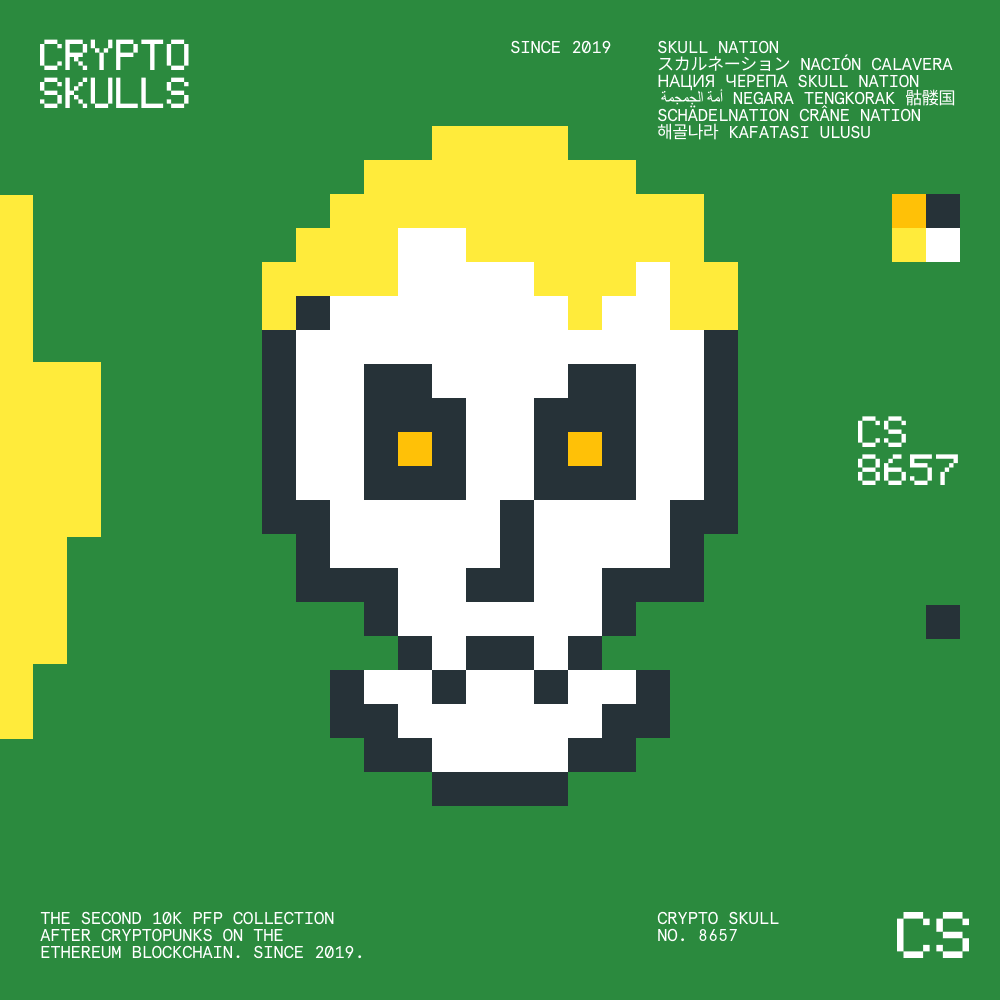 CRYPTO
SKULLS
SINCE 2019
SKULL NATION
スカルネーション NACIÓN CALAVERA
НАЦИЯ ЧЕРЕПА SKULL NATION
أمة الجمجمة NEGARA TENGKORAK 骷髅国
SCHÄDELNATION CRÂNE NATION
해골나라 KAFATASI ULUSU
CS
8657
THE SECOND 10K PFP COLLECTION
AFTER CRYPTOPUNKS ON THE
ETHEREUM BLOCKCHAIN. SINCE 2019.
CRYPTO SKULL
NO. 8657
CS